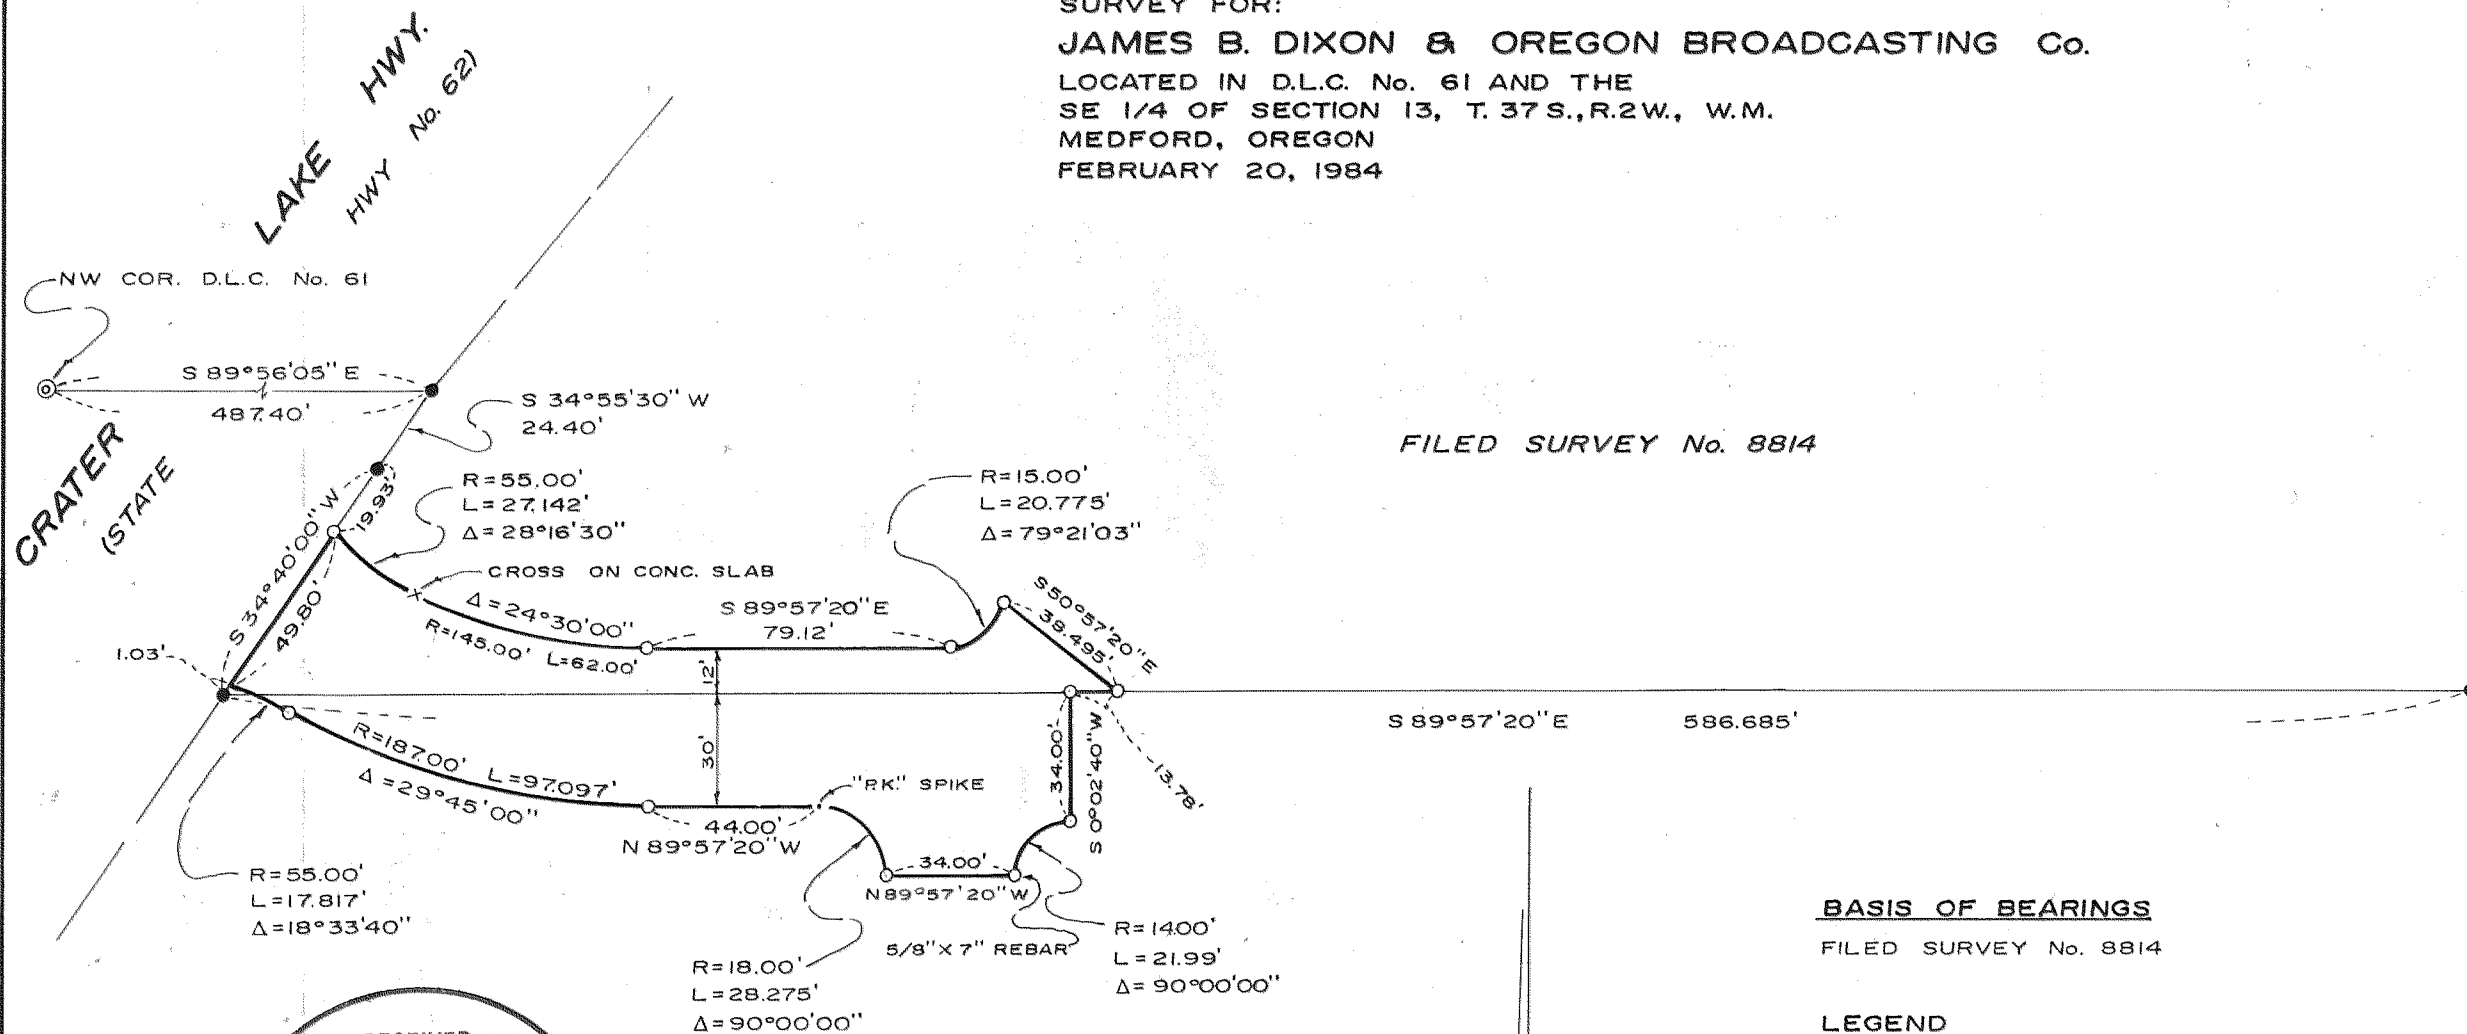 SURVEY FOR:
JAMES B. DIXON & OREGON BROADCASTING Co.
LOCATED IN D.L.C. No. 61 AND THE
SE 1/4 OF SECTION 13, T. 37 S., R.2W., W.M.
MEDFORD, OREGON
FEBRUARY 20, 1984
CRATER LAKE HWY.
(STATE HWY No. 62)
NW COR. D.L.C. No. 61
S 89°56'05" E
487.40'
S 34°55'30" W
24.40'
FILED SURVEY No. 8814
R=55.00'
L=27.142'
Δ=28°16'30"
R=15.00'
L=20.775'
Δ=79°21'03"
19.93'
S 34°40'00" W
49.80'
CROSS ON CONC. SLAB
Δ=24°30'00"
R=145.00' L=62.00'
S 89°57'20" E
79.12'
S 50°57'20" E
38.495'
1.03'
12'
30'
S 89°57'20" E 586.685'
R=187.00' L=97.097'
Δ=29°45'00"
"P.K." SPIKE
34.00'
S 0°02'40" W
13.78'
44.00'
N 89°57'20" W
34.00'
N 89°57'20" W
R=55.00'
L=17.817'
Δ=18°33'40"
5/8" X 7" REBAR
R=14.00'
L=21.99'
Δ=90°00'00"
R=18.00'
L=28.275'
Δ=90°00'00"
BASIS OF BEARINGS
FILED SURVEY No. 8814
LEGEND